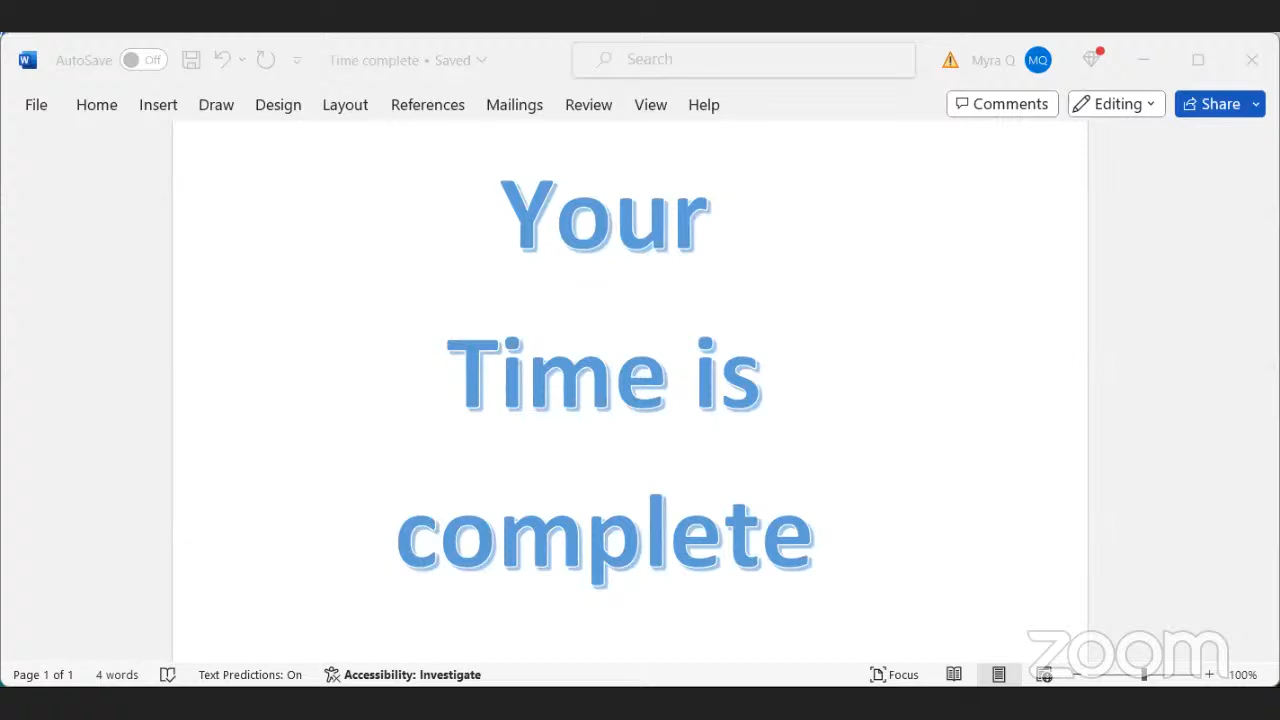 W AutoSave Off Time complete • Saved Search Myra Q MQ
File Home Insert Draw Design Layout References Mailings Review View Help Comments Editing Share
Your
Time is
complete
zoom
Page 1 of 1 4 words Text Predictions: On Accessibility: Investigate Focus 100%